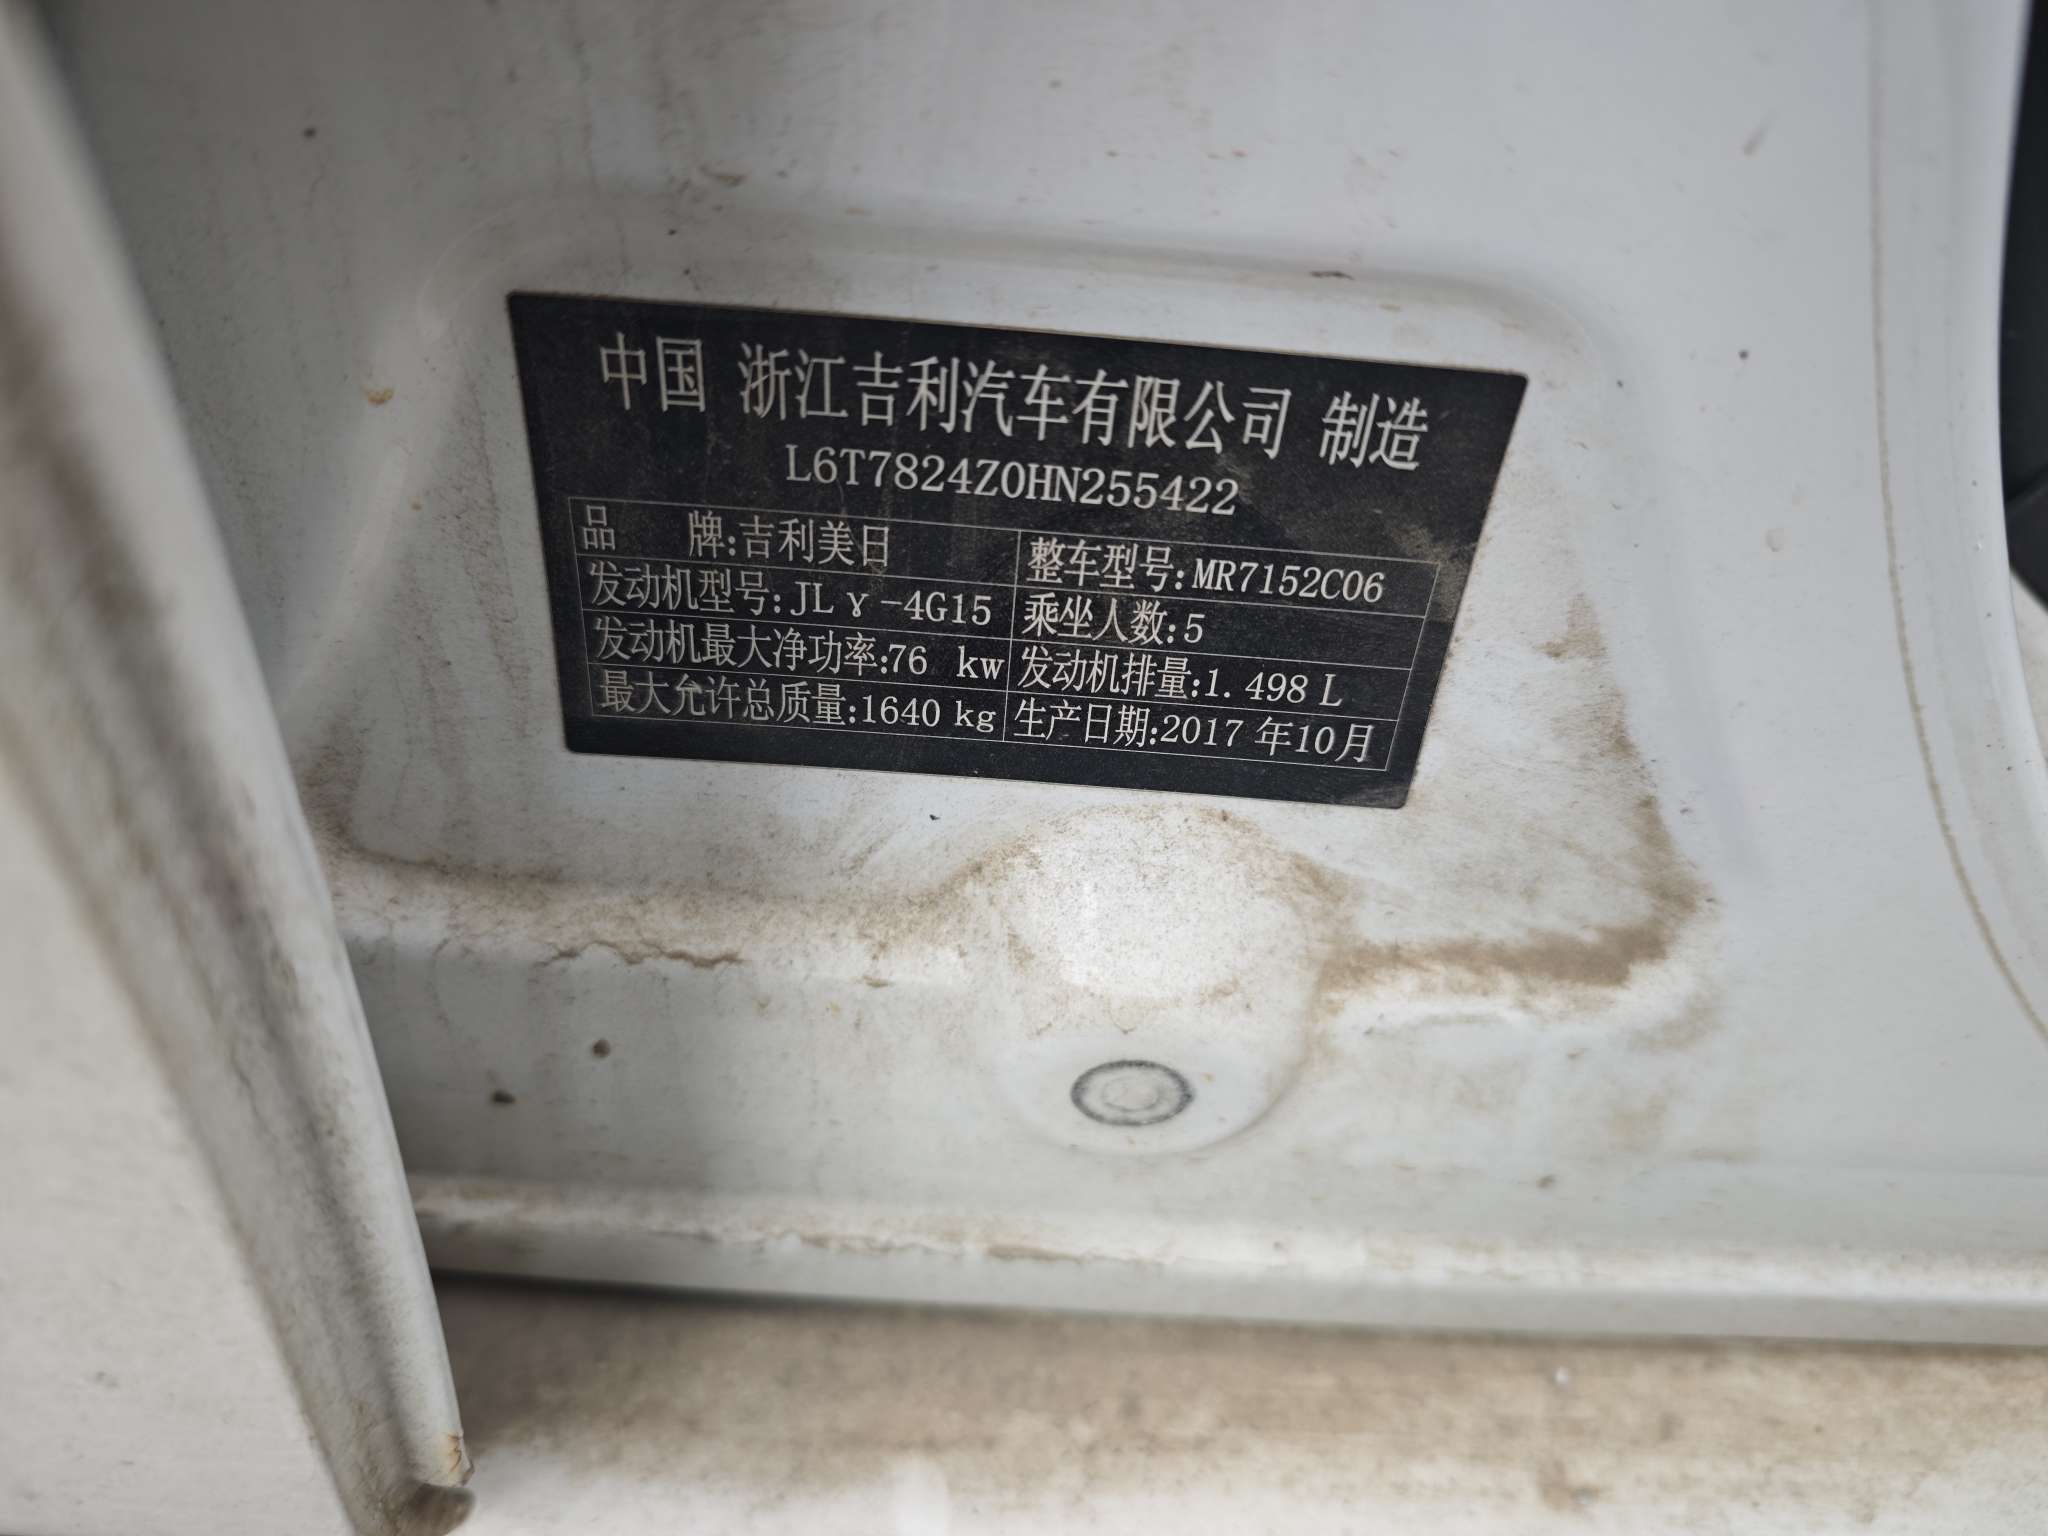 中国 浙江吉利汽车有限公司 制造
L6T7824Z0HN255422
品 牌:吉利美日 整车型号:MR7152C06
发动机型号:JLγ-4G15 乘坐人数:5
发动机最大净功率:76 kw 发动机排量:1.498 L
最大允许总质量:1640 kg 生产日期:2017 年10月